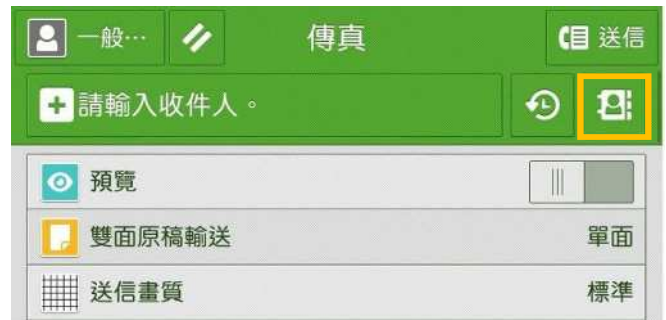 一般… 傳真 送信
請輸入收件人。
預覽
雙面原稿輸送 單面
送信畫質 標準